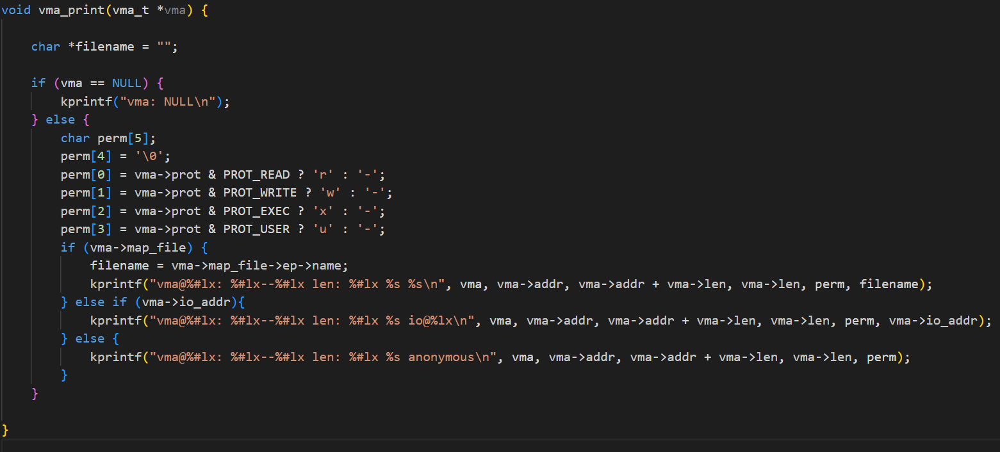 void vma_print(vma_t *vma) {
    char *filename = "";
    if (vma == NULL) {
        kprintf("vma: NULL\n");
    } else {
        char perm[5];
        perm[4] = '\0';
        perm[0] = vma->prot & PROT_READ ? 'r' : '-';
        perm[1] = vma->prot & PROT_WRITE ? 'w' : '-';
        perm[2] = vma->prot & PROT_EXEC ? 'x' : '-';
        perm[3] = vma->prot & PROT_USER ? 'u' : '-';
        if (vma->map_file) {
            filename = vma->map_file->ep->name;
            kprintf("vma@%#lx: %#lx--%#lx len: %#lx %s %s\n", vma, vma->addr, vma->addr + vma->len, vma->len, perm, filename);
        } else if (vma->io_addr){
            kprintf("vma@%#lx: %#lx--%#lx len: %#lx %s io@%lx\n", vma, vma->addr, vma->addr + vma->len, vma->len, perm, vma->io_addr);
        } else {
            kprintf("vma@%#lx: %#lx--%#lx len: %#lx %s anonymous\n", vma, vma->addr, vma->addr + vma->len, vma->len, perm);
        }
    }
}